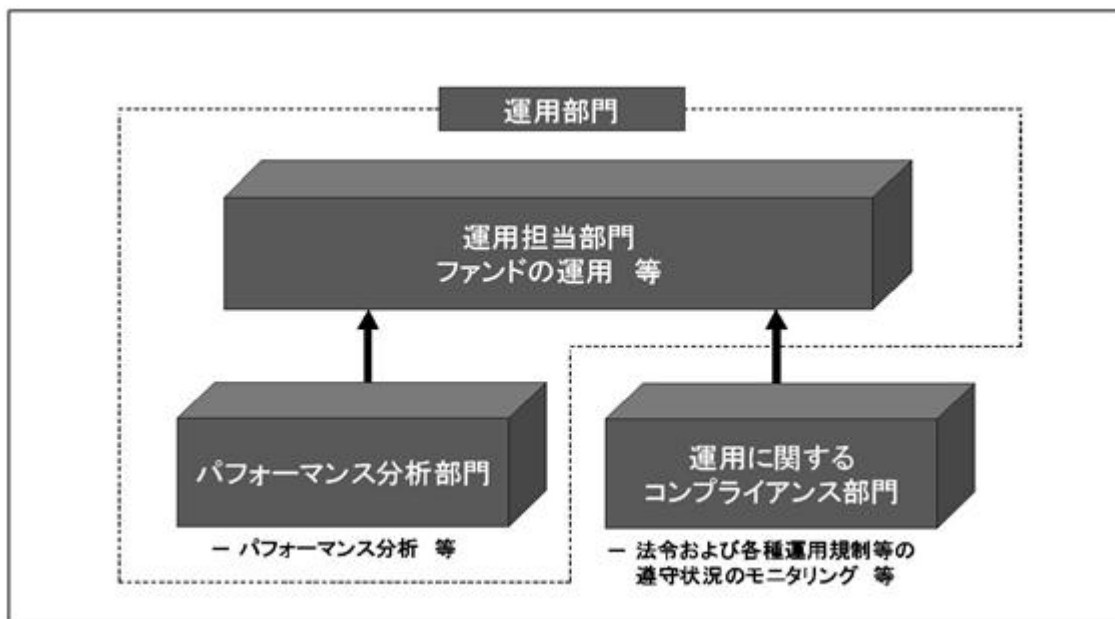 運用部門
運用担当部門
ファンドの運用 等
パフォーマンス分析部門
－ パフォーマンス分析 等
運用に関する
コンプライアンス部門
－ 法令および各種運用規制等の
遵守状況のモニタリング 等